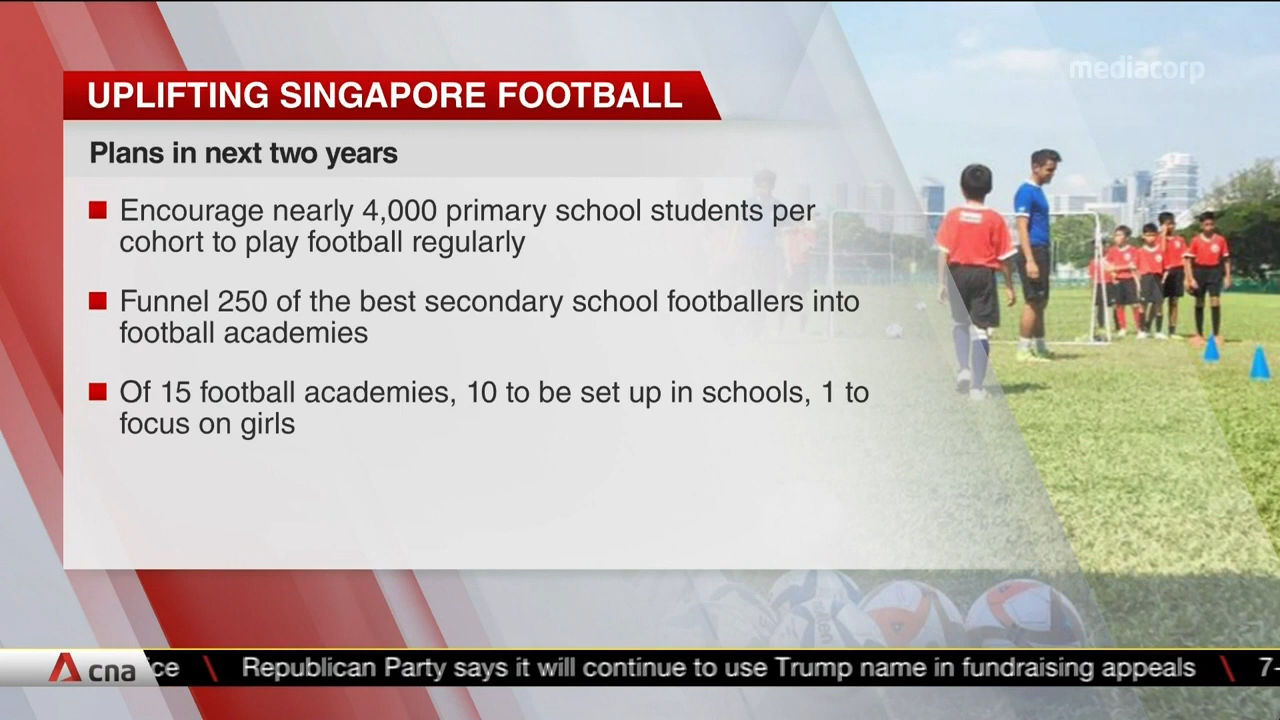 mediacorp
UPLIFTING SINGAPORE FOOTBALL
Plans in next two years
Encourage nearly 4,000 primary school students per
cohort to play football regularly
Funnel 250 of the best secondary school footballers into
football academies
Of 15 football academies, 10 to be set up in schools, 1 to
focus on girls
cna
ice \ Republican Party says it will continue to use Trump name in fundraising appeals \ 7-